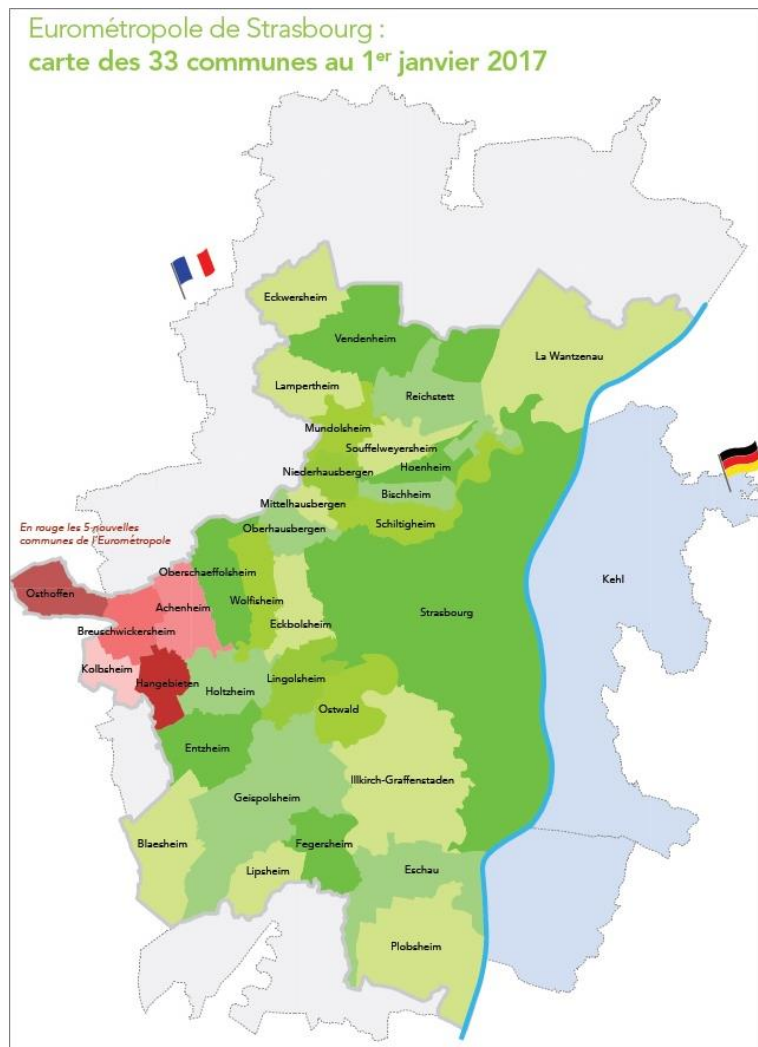 Eurométropole de Strasbourg :
carte des 33 communes au 1er janvier 2017
Eckwersheim
Vendenheim
La Wantzenau
Lampertheim
Reichstett
Mundolsheim
Souffelweyersheim
Niederhausbergen
Hoenheim
Bischheim
Mittelhausbergen
Schiltigheim
Oberhausbergen
En rouge les 5 nouvelles
communes de l'Eurométropole
Oberschaeffolsheim
Kehl
Osthoffen
Wolfisheim
Achenheim
Strasbourg
Eckbolsheim
Breuschwickersheim
Kolbsheim
Hangebieten
Lingolsheim
Holtzheim
Ostwald
Entzheim
Illkirch-Graffenstaden
Geispolsheim
Blaesheim
Fegersheim
Lipsheim
Eschau
Plobsheim